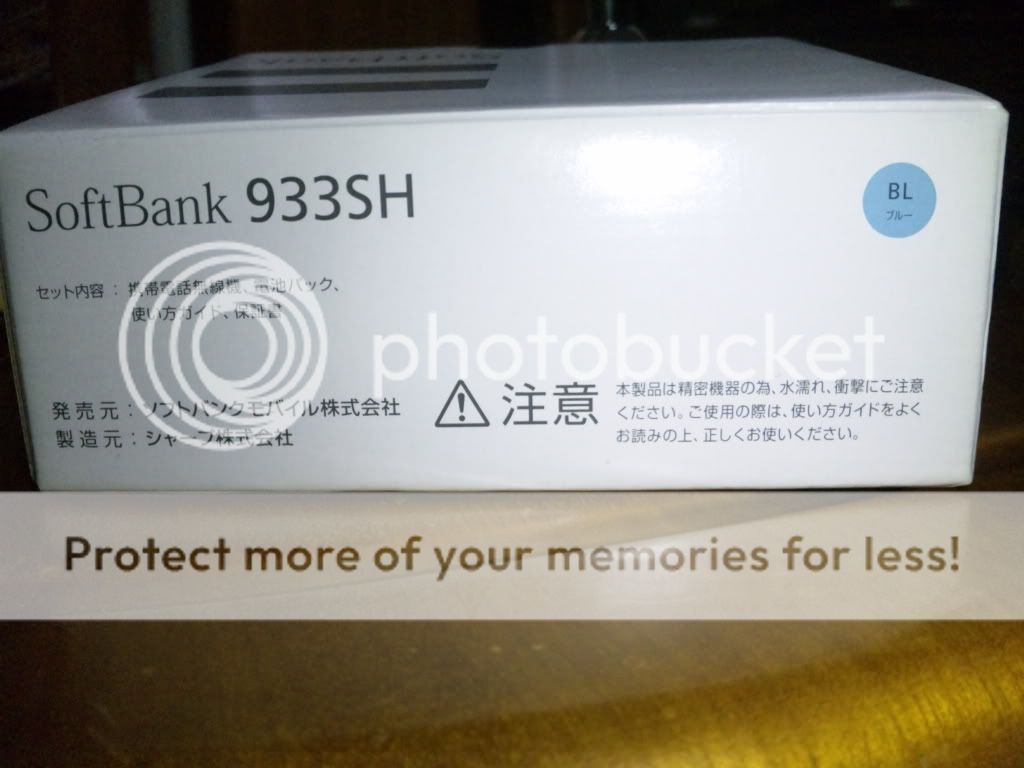 SoftBank
SoftBank 933SH
BL
ブルー
セット内容：携帯電話無線機、電池パック、
使い方ガイド、保証書
発売元：ソフトバンクモバイル株式会社
製造元：シャープ株式会社
注意
本製品は精密機器の為、水濡れ、衝撃にご注意
ください。ご使用の際は、使い方ガイドをよく
お読みの上、正しくお使いください。
photobucket
Protect more of your memories for less!